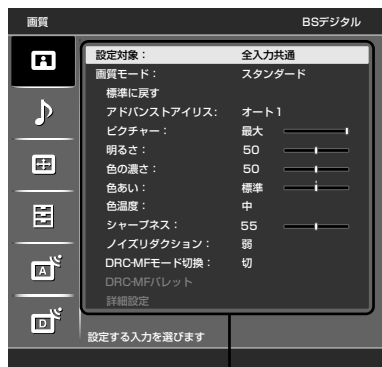 画質 BSデジタル
設定対象： 全入力共通
画質モード： スタンダード
標準に戻す
アドバンストアイリス： オート1
ピクチャー： 最大
明るさ： 50
色の濃さ： 50
色あい： 標準
色温度： 中
シャープネス： 55
ノイズリダクション： 弱
DRC-MFモード切換： 切
DRC-MFパレット
詳細設定
A
D
設定する入力を選びます